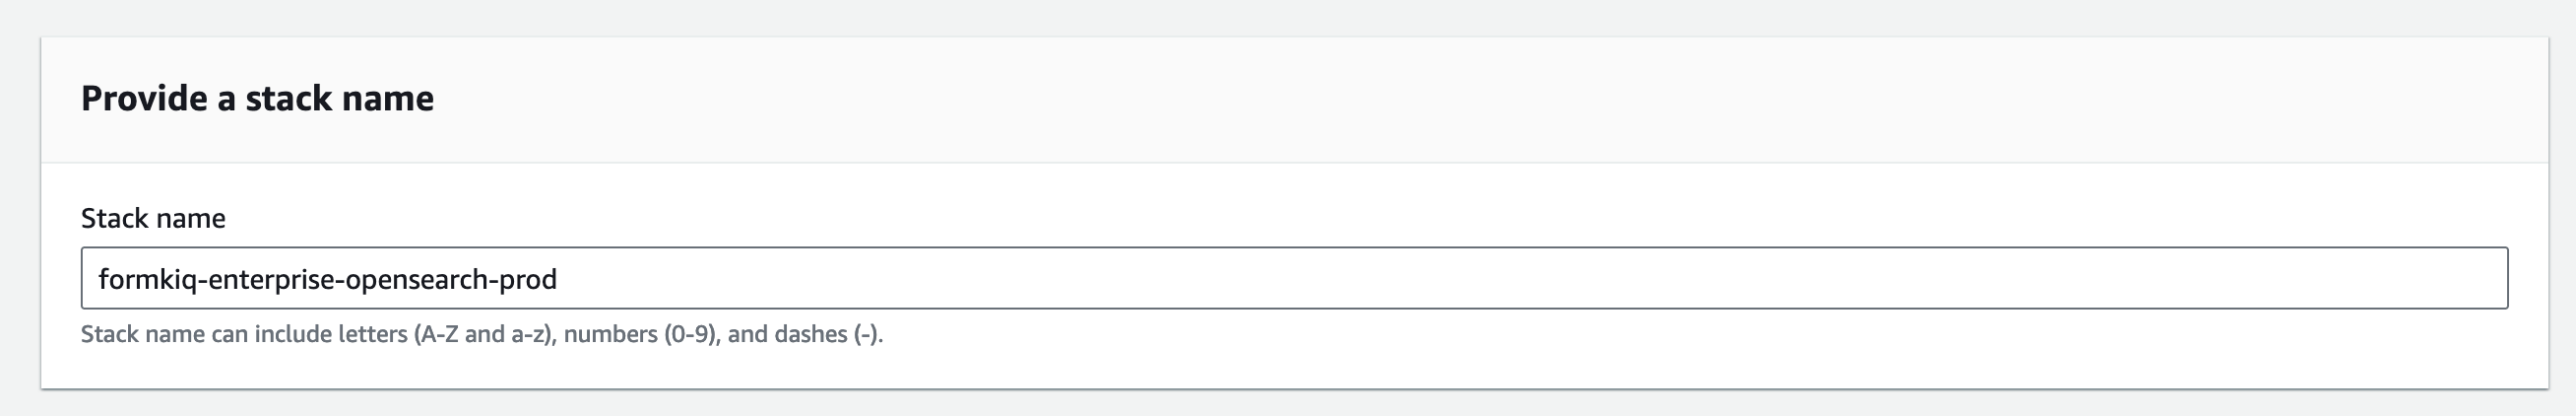 Provide a stack name
Stack name
formkiq-enterprise-opensearch-prod
Stack name can include letters (A-Z and a-z), numbers (0-9), and dashes (-).